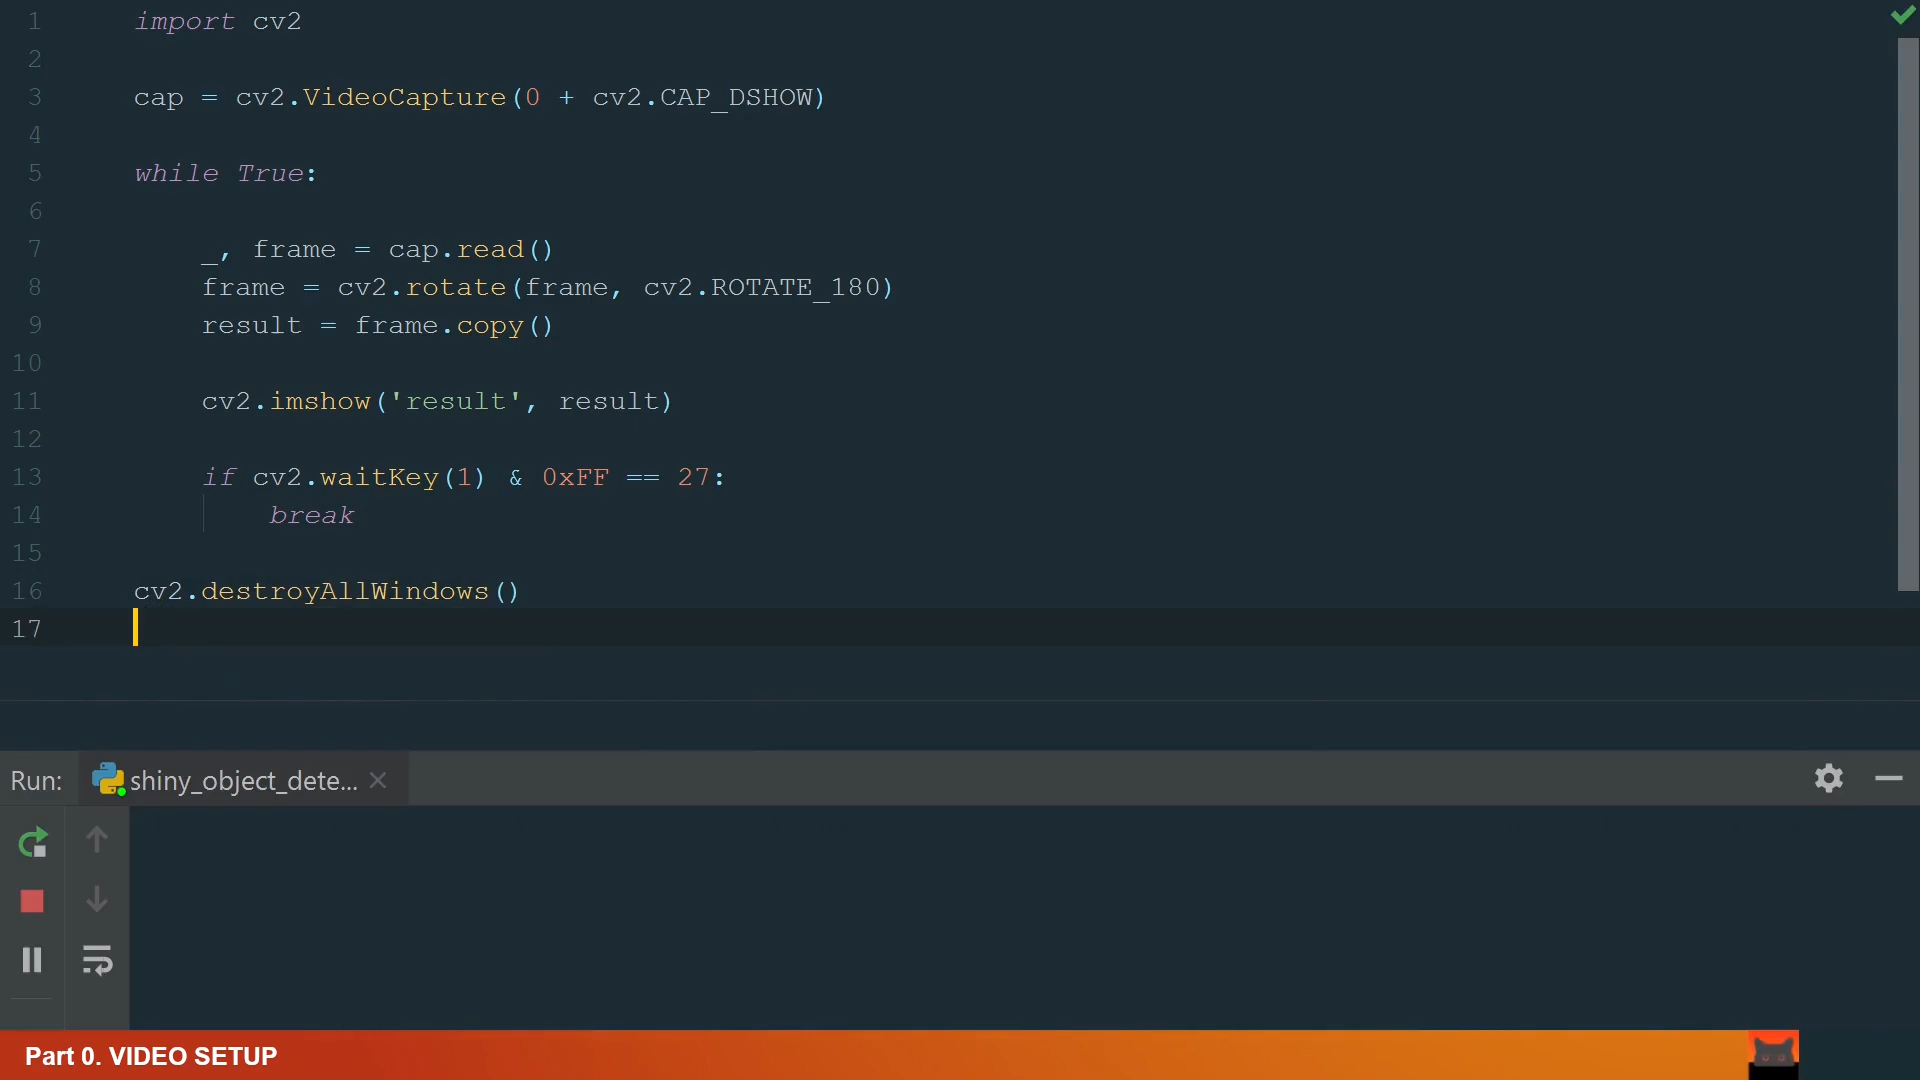 1 import cv2
2
3 cap = cv2.VideoCapture(0 + cv2.CAP_DSHOW)
4
5 while True:
6
7 _, frame = cap.read()
8 frame = cv2.rotate(frame, cv2.ROTATE_180)
9 result = frame.copy()
10
11 cv2.imshow('result', result)
12
13 if cv2.waitKey(1) & 0xFF == 27:
14 break
15
16 cv2.destroyAllWindows()
17
Run: shiny_object_dete...
Part 0. VIDEO SETUP